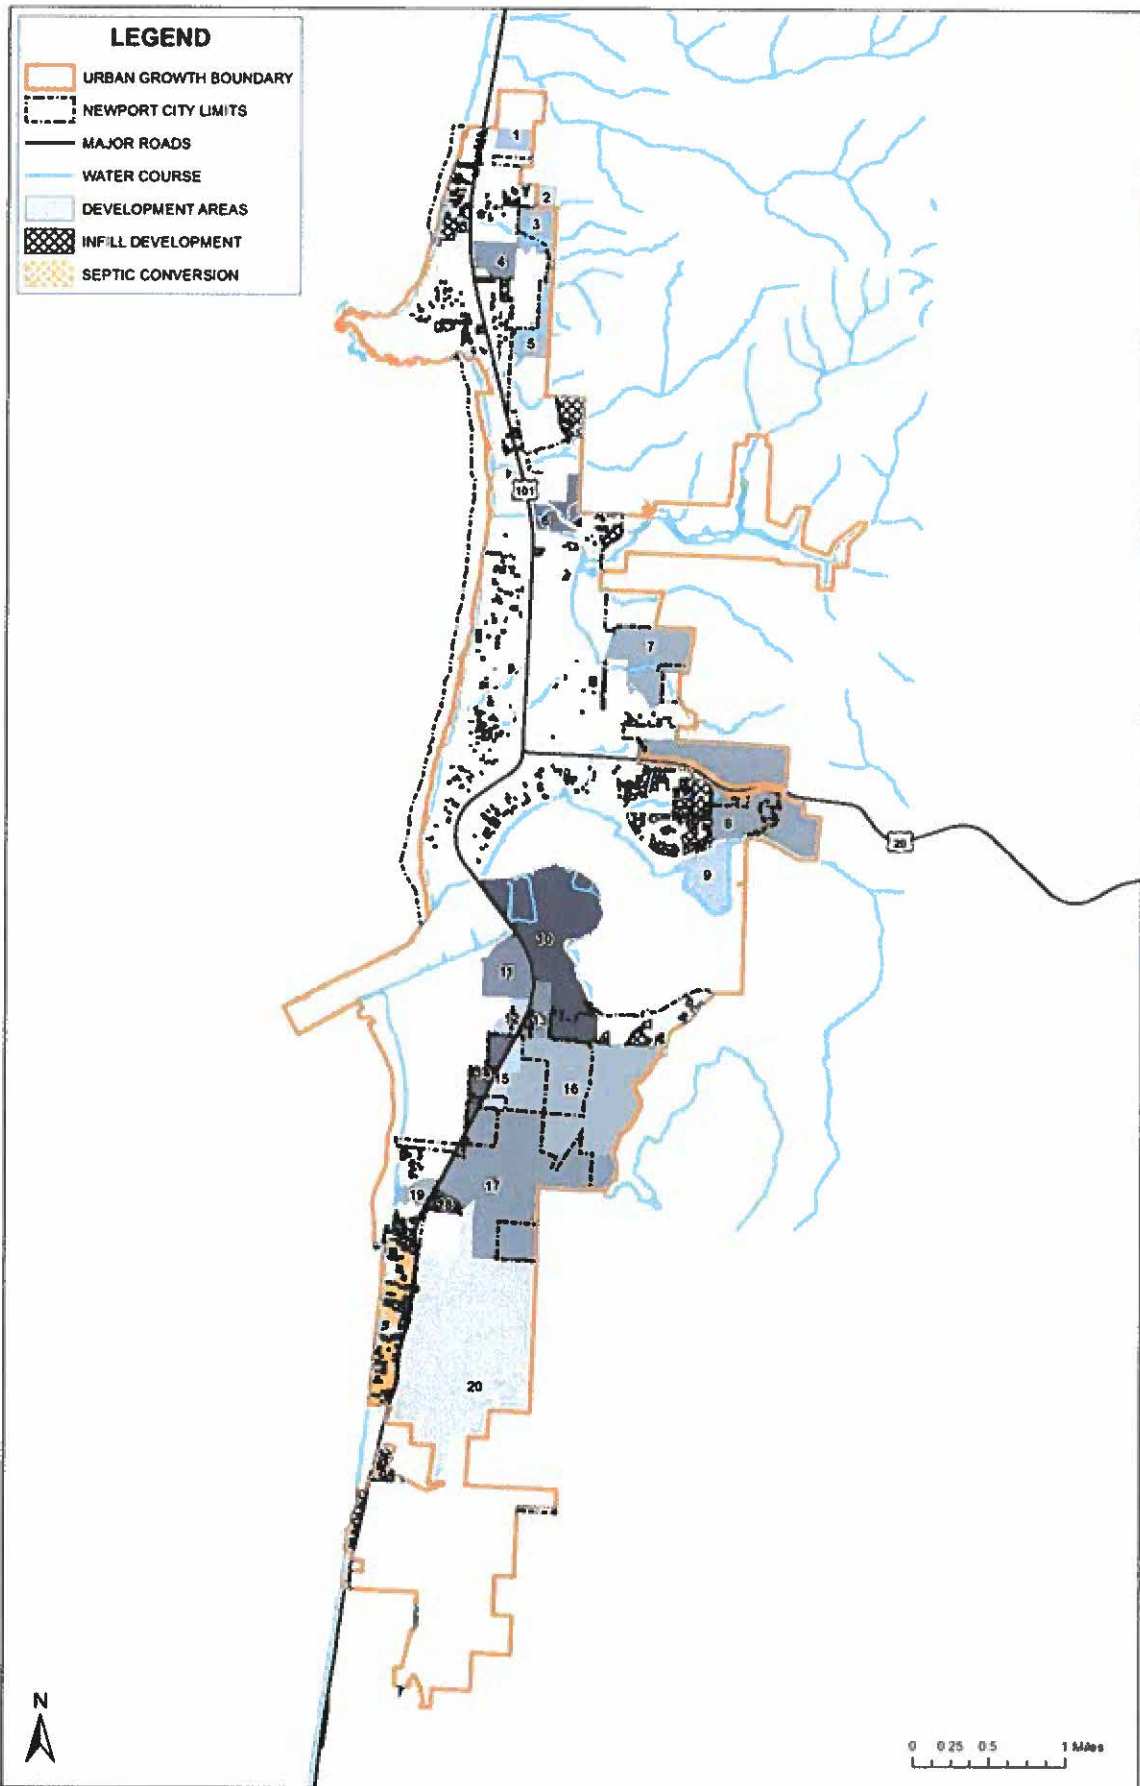 LEGEND
URBAN GROWTH BOUNDARY
NEWPORT CITY LIMITS
MAJOR ROADS
WATER COURSE
DEVELOPMENT AREAS
INFILL DEVELOPMENT
SEPTIC CONVERSION
1
2
3
4
5
101
7
20
9
10
11
12
13
15
16
17
19
20
N
0 0.25 0.5 1 Miles